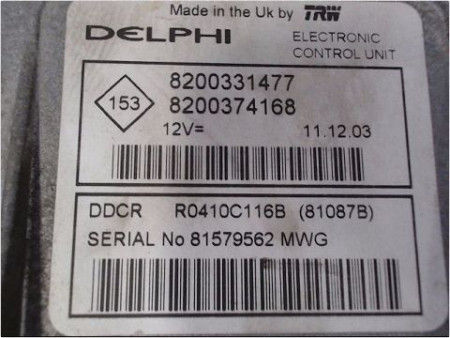 Made in the Uk by TRW
DELPHI
ELECTRONIC
CONTROL UNIT
153
8200331477
8200374168
12V=
11.12.03
DDCR R0410C116B (81087B)
SERIAL No 81579562 MWG